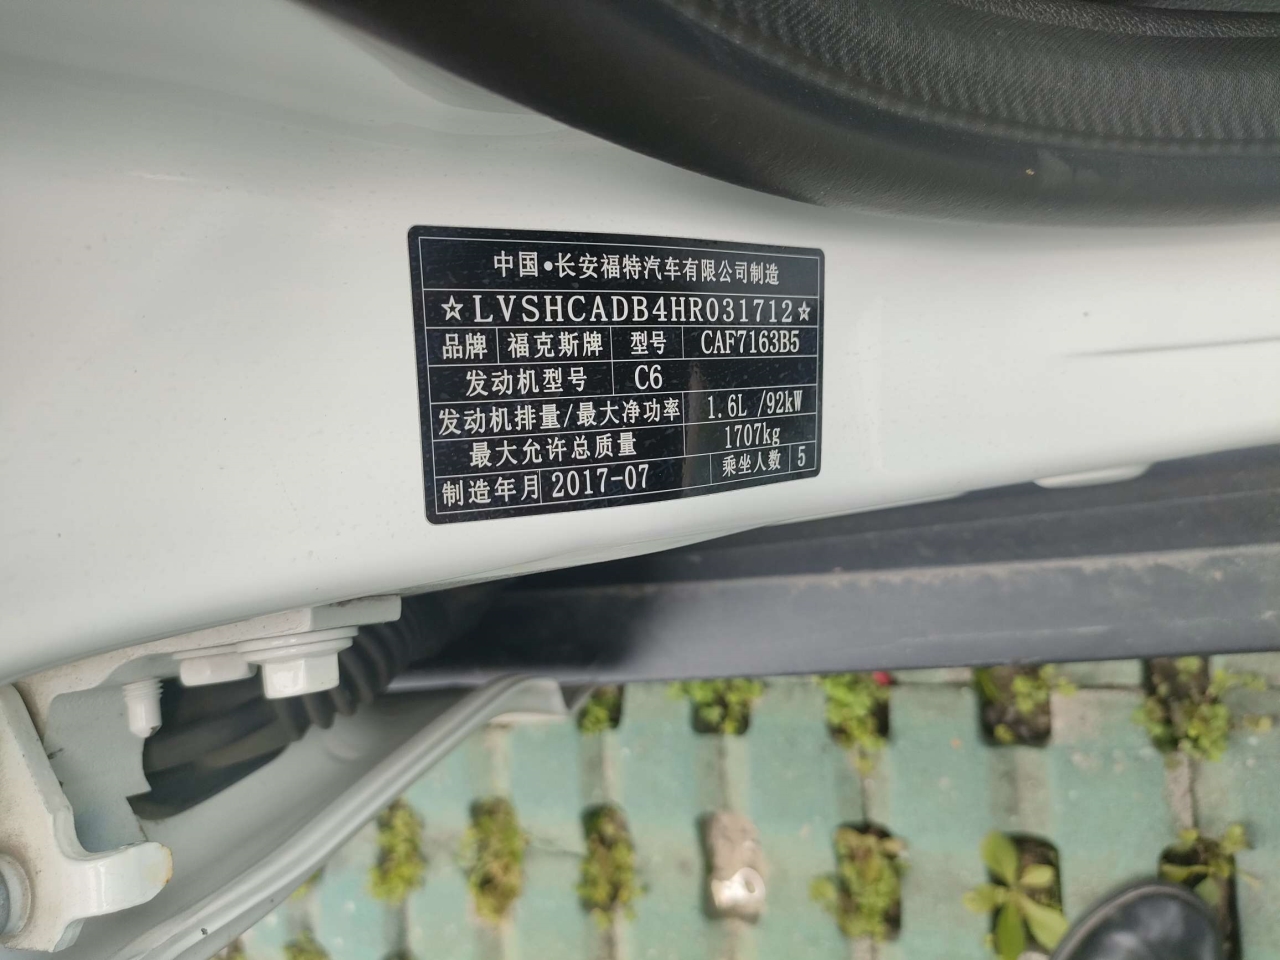 中国•长安福特汽车有限公司制造
☆LVSHCADB4HR031712☆
品牌 福克斯牌 型号 CAF7163B5
发动机型号 C6
发动机排量/最大净功率 1.6L /92kW
最大允许总质量 1707kg
制造年月 2017-07 乘坐人数 5